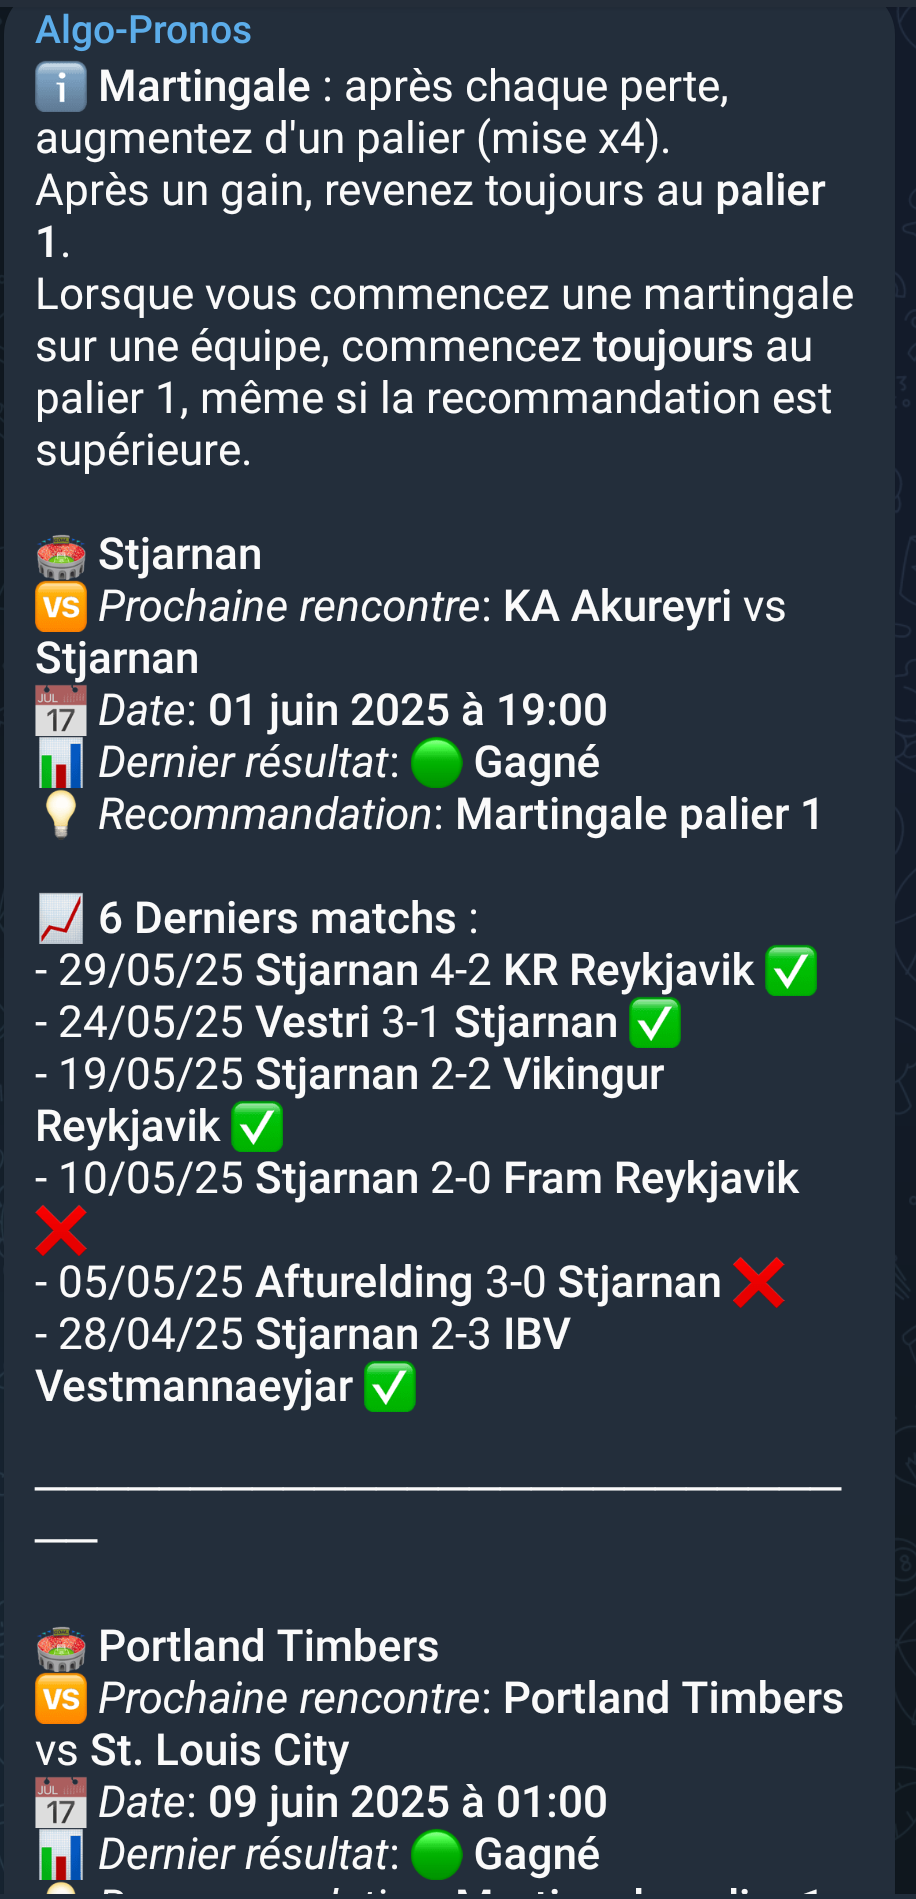 Algo-Pronos
ℹ️ Martingale : après chaque perte,
augmentez d'un palier (mise x4).
Après un gain, revenez toujours au palier
1.
Lorsque vous commencez une martingale
sur une équipe, commencez toujours au
palier 1, même si la recommandation est
supérieure.
🏟️ Stjarnan
🆚 Prochaine rencontre: KA Akureyri vs
Stjarnan
📅 Date: 01 juin 2025 à 19:00
📊 Dernier résultat: 🟢 Gagné
💡 Recommandation: Martingale palier 1
📈 6 Derniers matchs :
- 29/05/25 Stjarnan 4-2 KR Reykjavik ✅
- 24/05/25 Vestri 3-1 Stjarnan ✅
- 19/05/25 Stjarnan 2-2 Vikingur
Reykjavik ✅
- 10/05/25 Stjarnan 2-0 Fram Reykjavik
❌
- 05/05/25 Afturelding 3-0 Stjarnan ❌
- 28/04/25 Stjarnan 2-3 IBV
Vestmannaeyjar ✅
🏟️ Portland Timbers
🆚 Prochaine rencontre: Portland Timbers
vs St. Louis City
📅 Date: 09 juin 2025 à 01:00
📊 Dernier résultat: 🟢 Gagné